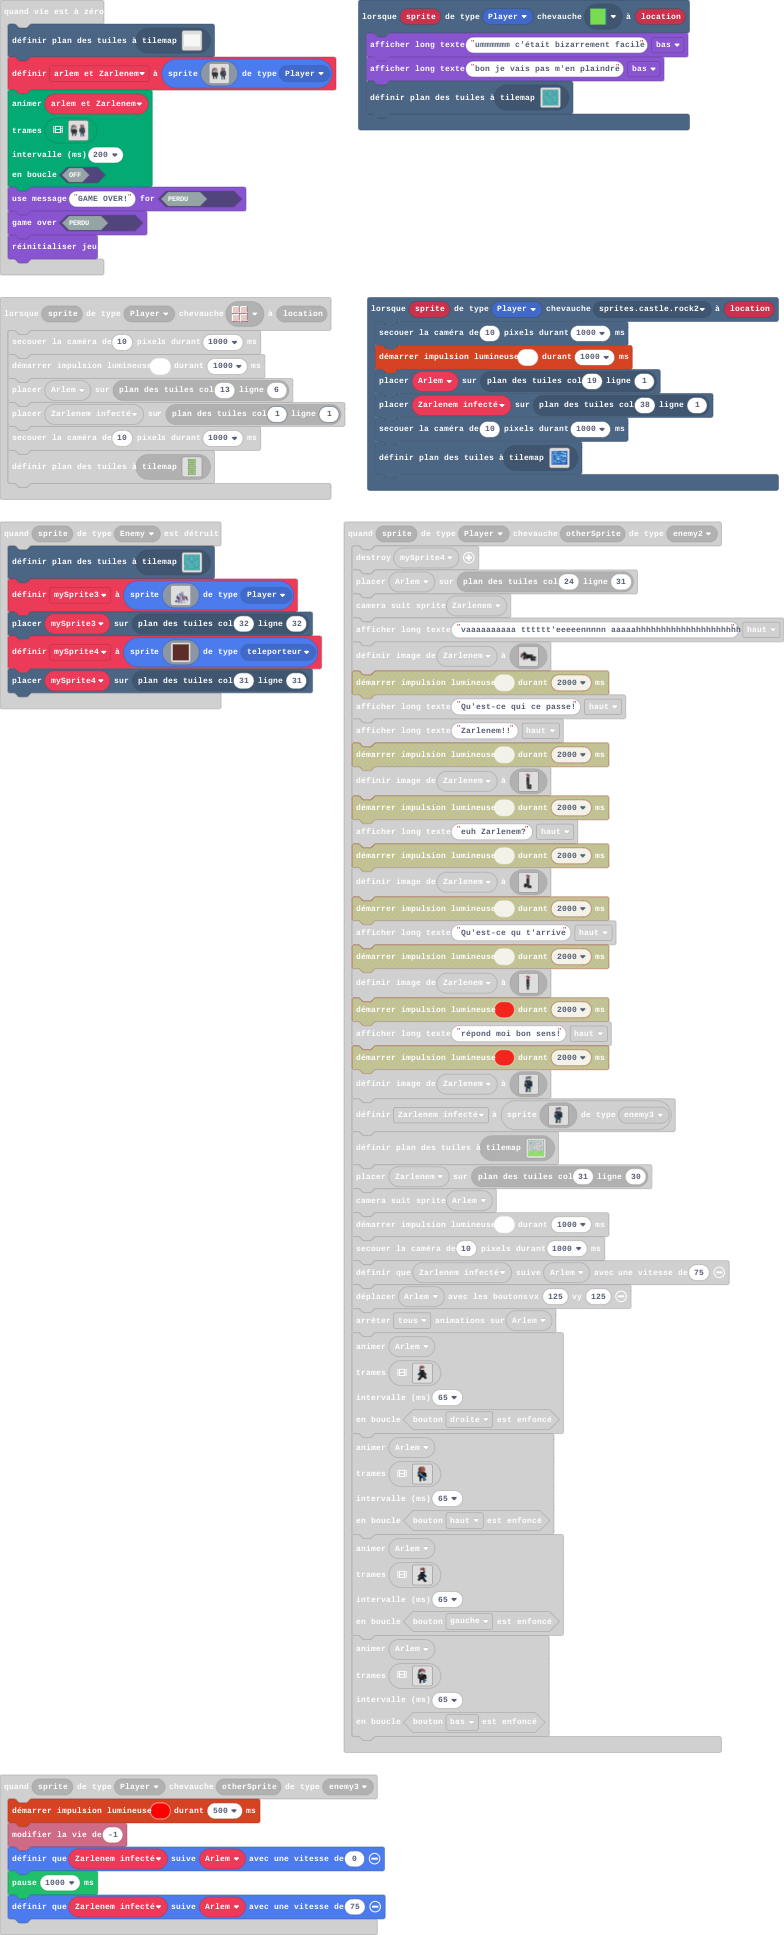 quand vie est à zéro
définir plan des tuiles à tilemap
définir arlem et Zarlenem à sprite de type Player
animer arlem et Zarlenem
trames
intervalle (ms) 200
en boucle OFF
use message "GAME OVER!" for PERDU
game over PERDU
réinitialiser jeu
lorsque sprite de type Player chevauche à location
afficher long texte "ummmmmm c'était bizarrement facile" bas
afficher long texte "bon je vais pas m'en plaindre" bas
définir plan des tuiles à tilemap
lorsque sprite de type Player chevauche à location
secouer la caméra de 10 pixels durant 1000 ms
démarrer impulsion lumineuse durant 1000 ms
placer Arlem sur plan des tuiles col 13 ligne 6
placer Zarlenem infecté sur plan des tuiles col 1 ligne 1
secouer la caméra de 10 pixels durant 1000 ms
définir plan des tuiles à tilemap
lorsque sprite de type Player chevauche sprites.castle.rock2 à location
secouer la caméra de 10 pixels durant 1000 ms
démarrer impulsion lumineuse durant 1000 ms
placer Arlem sur plan des tuiles col 19 ligne 1
placer Zarlenem infecté sur plan des tuiles col 38 ligne 1
secouer la caméra de 10 pixels durant 1000 ms
définir plan des tuiles à tilemap
quand sprite de type Enemy est détruit
définir plan des tuiles à tilemap
définir mySprite3 à sprite de type Player
placer mySprite3 sur plan des tuiles col 32 ligne 32
définir mySprite4 à sprite de type teleporteur
placer mySprite4 sur plan des tuiles col 31 ligne 31
quand sprite de type Player chevauche otherSprite de type enemy2
destroy mySprite4
placer Arlem sur plan des tuiles col 24 ligne 31
camera suit sprite Zarlenem
afficher long texte haut
définir image de Zarlenem à
démarrer impulsion lumineuse durant 2000 ms
afficher long texte "Qu'est-ce qui ce passe!" haut
afficher long texte "Zarlenem!!" haut
démarrer impulsion lumineuse durant 2000 ms
définir image de Zarlenem à
démarrer impulsion lumineuse durant 2000 ms
afficher long texte "euh Zarlenem?" haut
démarrer impulsion lumineuse durant 2000 ms
définir image de Zarlenem à
démarrer impulsion lumineuse durant 2000 ms
afficher long texte "Qu'est-ce qu t'arrive" haut
démarrer impulsion lumineuse durant 2000 ms
définir image de Zarlenem à
démarrer impulsion lumineuse durant 2000 ms
afficher long texte "répond moi bon sens!" haut
démarrer impulsion lumineuse durant 2000 ms
définir image de Zarlenem à
définir Zarlenem infecté à sprite de type enemy3
définir plan des tuiles à tilemap
placer Zarlenem sur plan des tuiles col 31 ligne 30
camera suit sprite Arlem
démarrer impulsion lumineuse durant 1000 ms
secouer la caméra de 10 pixels durant 1000 ms
définir que Zarlenem infecté suive Arlem avec une vitesse de 75
déplacer Arlem avec les boutons vx 125 vy 125
arrêter tous animations sur Arlem
animer Arlem
trames
intervalle (ms) 65
en boucle bouton droite est enfoncé
animer Arlem
trames
intervalle (ms) 65
en boucle bouton haut est enfoncé
animer Arlem
trames
intervalle (ms) 65
en boucle bouton gauche est enfoncé
animer Arlem
trames
intervalle (ms) 65
en boucle bouton bas est enfoncé
quand sprite de type Player chevauche otherSprite de type enemy3
démarrer impulsion lumineuse durant 500 ms
modifier la vie de -1
définir que Zarlenem infecté suive Arlem avec une vitesse de 0
pause 1000 ms
définir que Zarlenem infecté suive Arlem avec une vitesse de 75